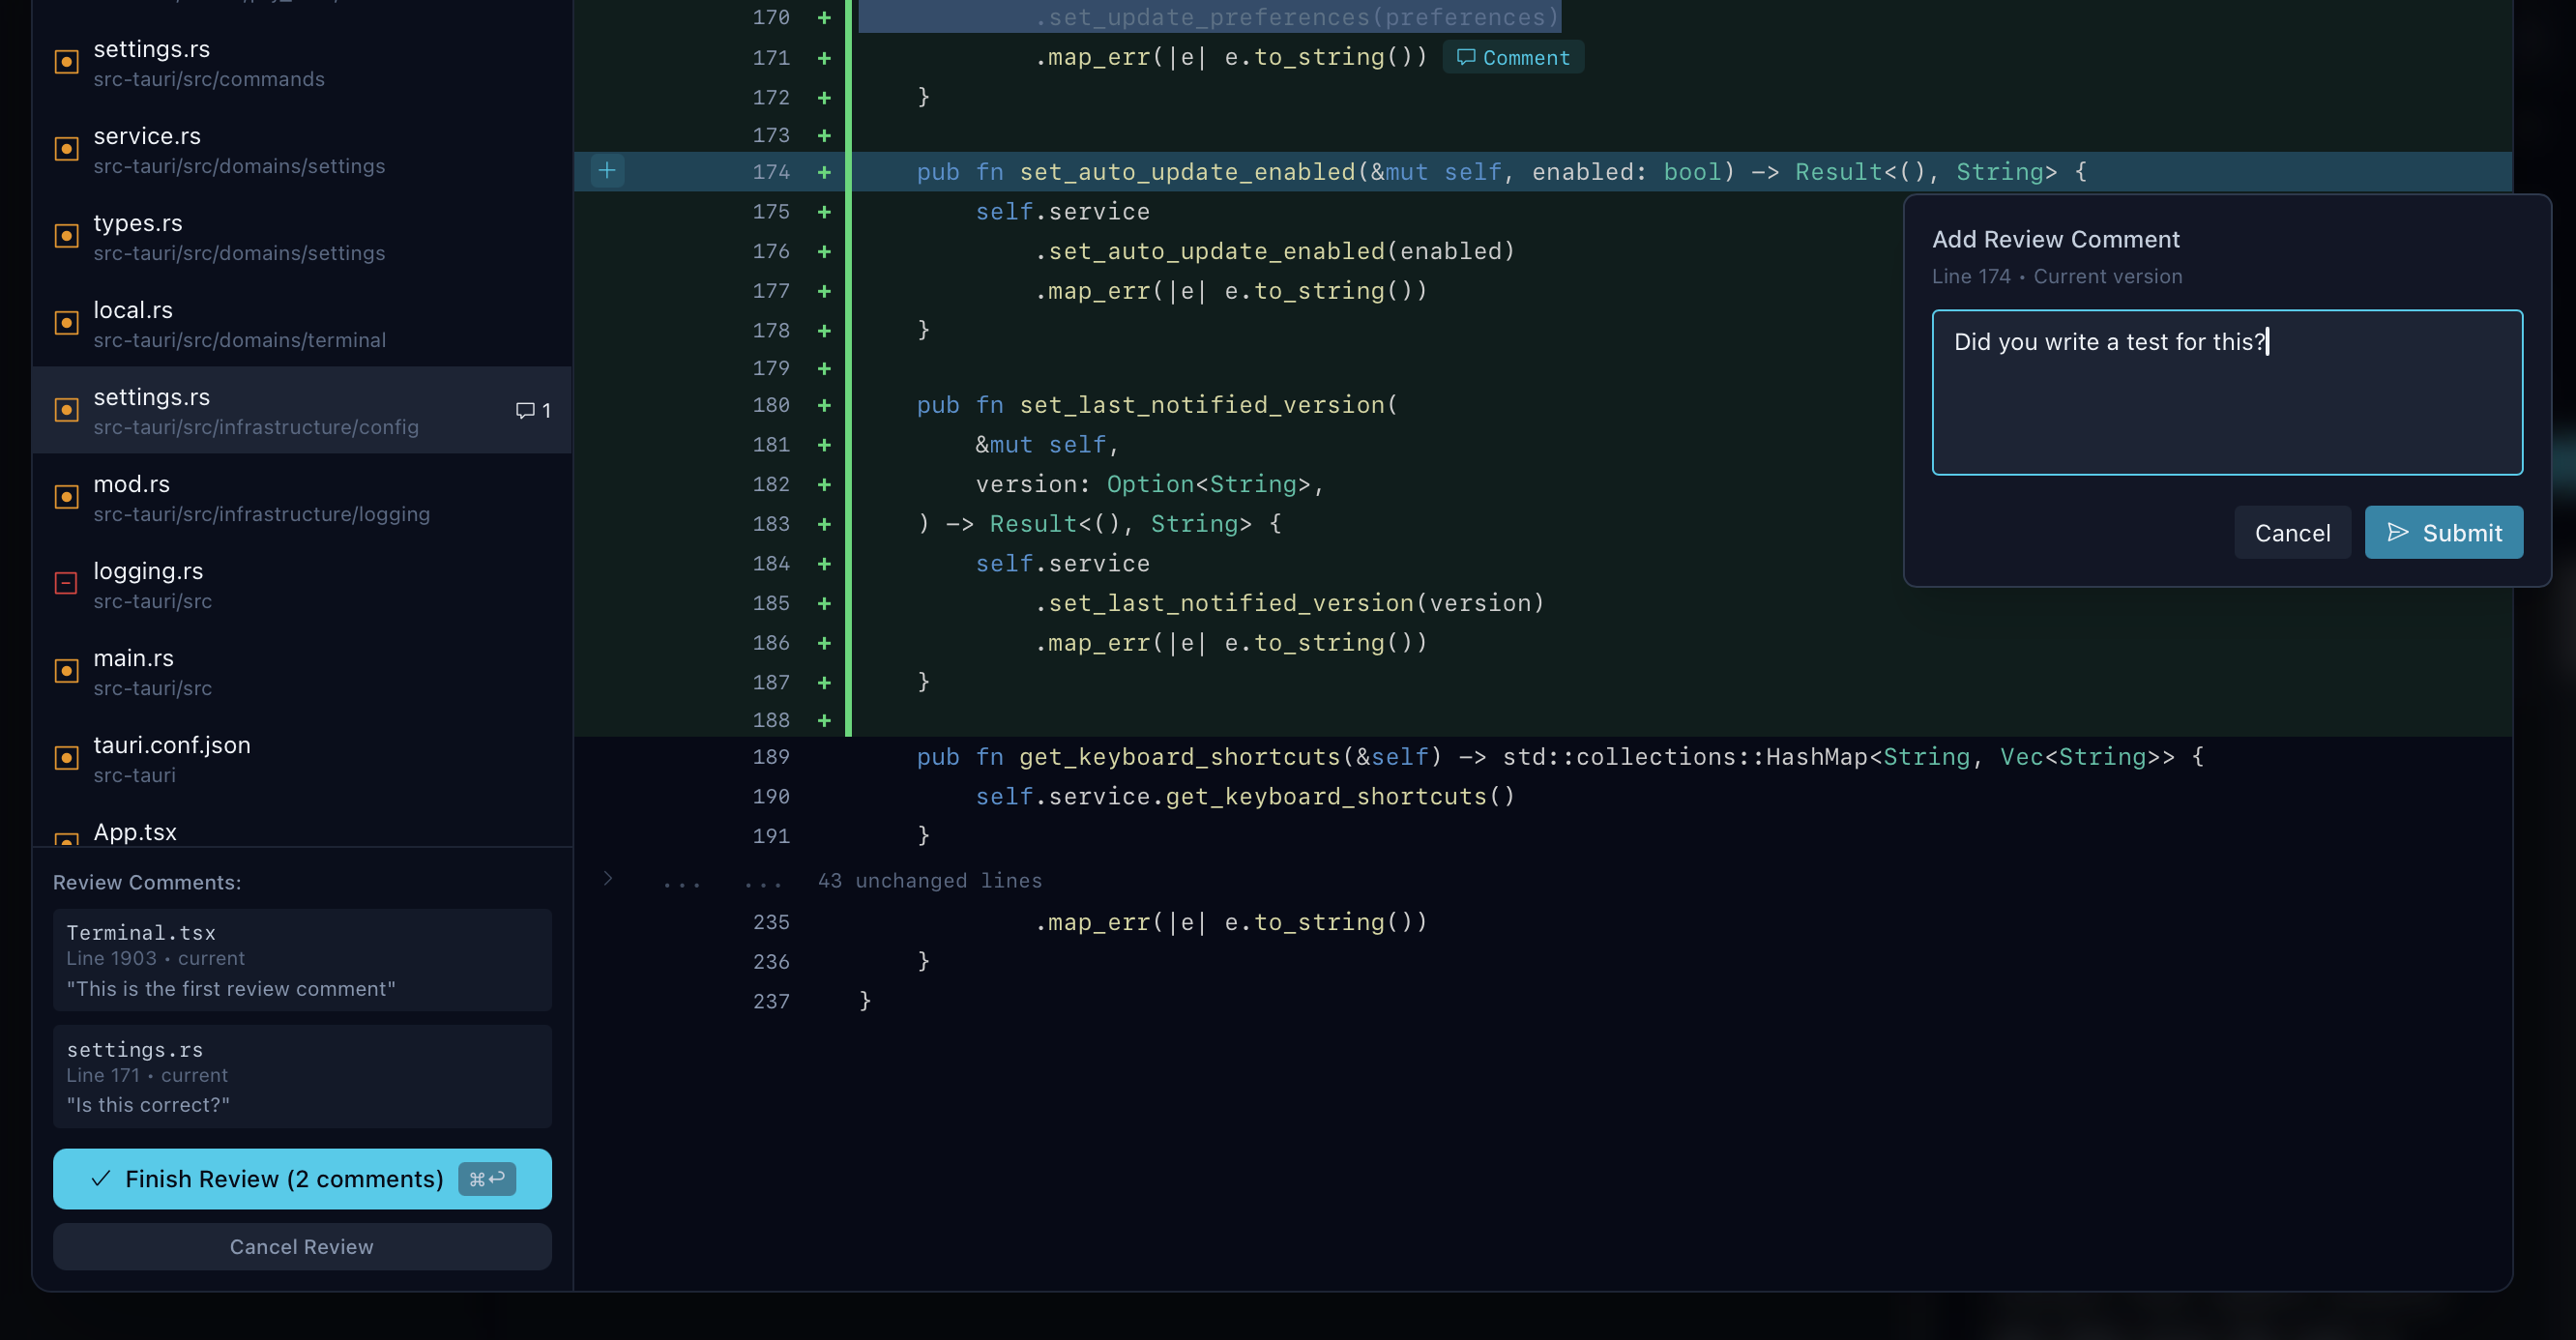 settings.rs
src-tauri/src/commands
service.rs
src-tauri/src/domains/settings
types.rs
src-tauri/src/domains/settings
local.rs
src-tauri/src/domains/terminal
settings.rs
1
src-tauri/src/infrastructure/config
mod.rs
src-tauri/src/infrastructure/logging
logging.rs
src-tauri/src
main.rs
src-tauri/src
tauri.conf.json
src-tauri
App.tsx
Review Comments:
Terminal.tsx
Line 1903 • current
"This is the first review comment"
settings.rs
Line 171 • current
"Is this correct?"
Finish Review (2 comments) ⌘↩
Cancel Review
170 + .set_update_preferences(preferences)
171 + .map_err(|e| e.to_string()) Comment
172 + }
173 +
+ 174 + pub fn set_auto_update_enabled(&mut self, enabled: bool) -> Result<(), String> {
175 + self.service
176 + .set_auto_update_enabled(enabled)
177 + .map_err(|e| e.to_string())
178 + }
179 +
180 + pub fn set_last_notified_version(
181 + &mut self,
182 + version: Option<String>,
183 + ) -> Result<(), String> {
184 + self.service
185 + .set_last_notified_version(version)
186 + .map_err(|e| e.to_string())
187 + }
188 +
189 pub fn get_keyboard_shortcuts(&self) -> std::collections::HashMap<String, Vec<String>> {
190 self.service.get_keyboard_shortcuts()
191 }
... ... 43 unchanged lines
235 .map_err(|e| e.to_string())
236 }
237 }
Add Review Comment
Line 174 • Current version
Did you write a test for this?
Cancel
Submit